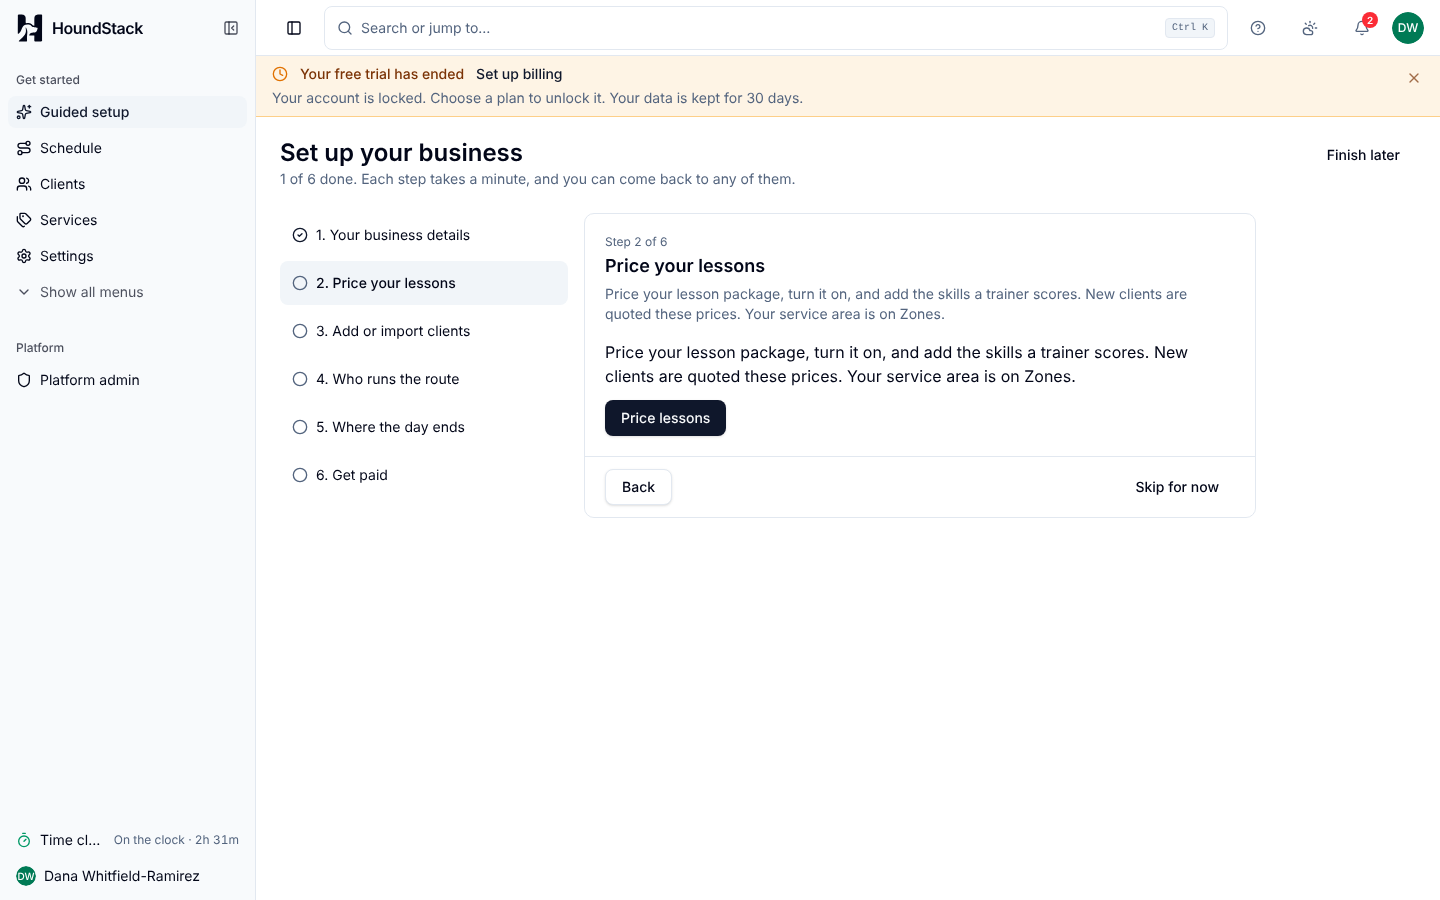 HoundStack
Get started
Guided setup
Schedule
Clients
Services
Settings
Show all menus
Platform
Platform admin
Time cl... On the clock · 2h 31m
DW Dana Whitfield-Ramirez
Search or jump to... Ctrl K
2
DW
Your free trial has ended Set up billing
Your account is locked. Choose a plan to unlock it. Your data is kept for 30 days.
Set up your business
1 of 6 done. Each step takes a minute, and you can come back to any of them.
Finish later
1. Your business details
2. Price your lessons
3. Add or import clients
4. Who runs the route
5. Where the day ends
6. Get paid
Step 2 of 6
Price your lessons
Price your lesson package, turn it on, and add the skills a trainer scores. New clients are
quoted these prices. Your service area is on Zones.
Price your lesson package, turn it on, and add the skills a trainer scores. New
clients are quoted these prices. Your service area is on Zones.
Price lessons
Back
Skip for now